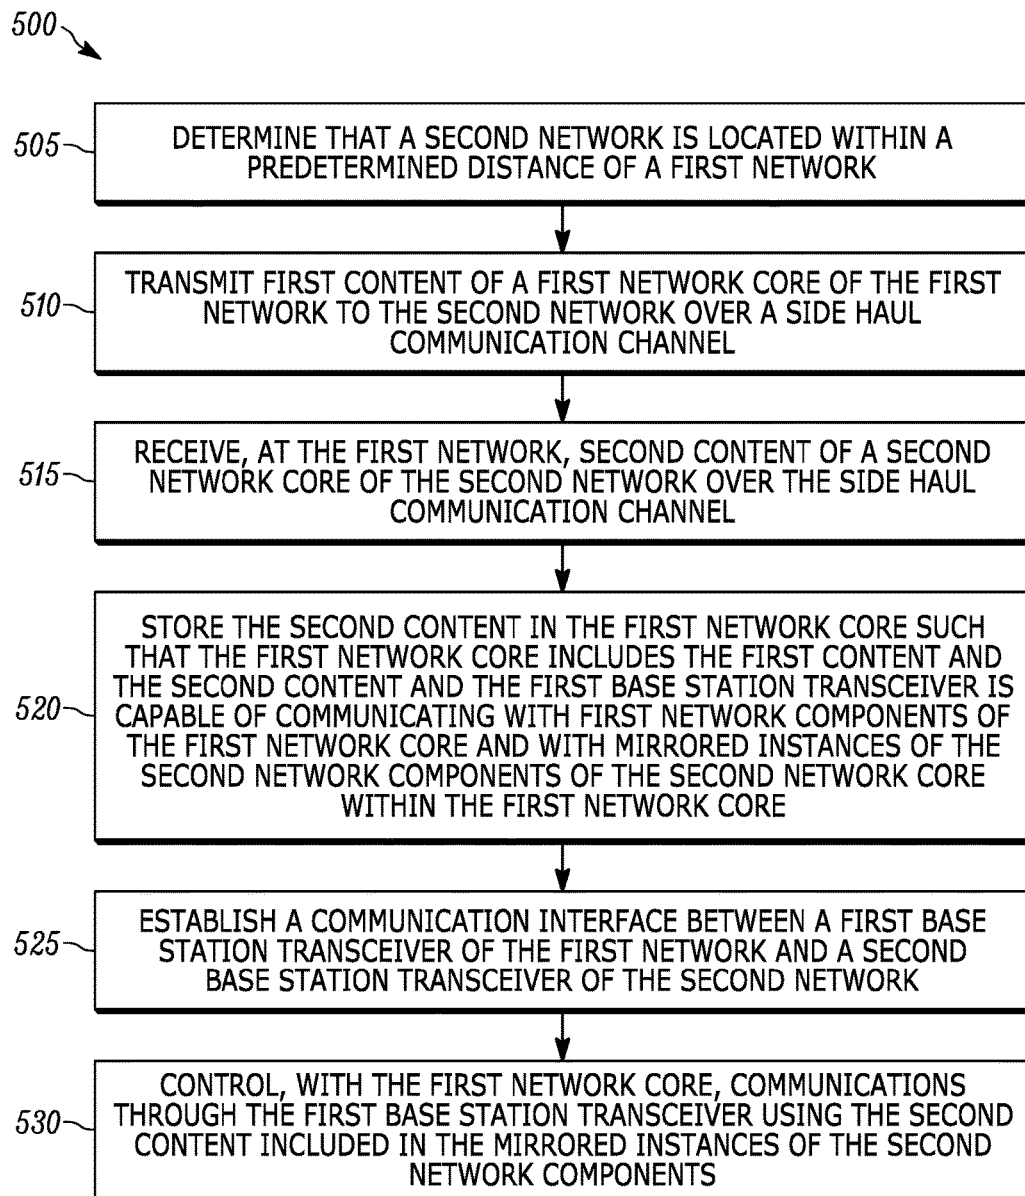 500
505
DETERMINE THAT A SECOND NETWORK IS LOCATED WITHIN A
PREDETERMINED DISTANCE OF A FIRST NETWORK
510
TRANSMIT FIRST CONTENT OF A FIRST NETWORK CORE OF THE FIRST
NETWORK TO THE SECOND NETWORK OVER A SIDE HAUL
COMMUNICATION CHANNEL
515
RECEIVE, AT THE FIRST NETWORK, SECOND CONTENT OF A SECOND
NETWORK CORE OF THE SECOND NETWORK OVER THE SIDE HAUL
COMMUNICATION CHANNEL
520
STORE THE SECOND CONTENT IN THE FIRST NETWORK CORE SUCH
THAT THE FIRST NETWORK CORE INCLUDES THE FIRST CONTENT AND
THE SECOND CONTENT AND THE FIRST BASE STATION TRANSCEIVER IS
CAPABLE OF COMMUNICATING WITH FIRST NETWORK COMPONENTS OF
THE FIRST NETWORK CORE AND WITH MIRRORED INSTANCES OF THE
SECOND NETWORK COMPONENTS OF THE SECOND NETWORK CORE
WITHIN THE FIRST NETWORK CORE
525
ESTABLISH A COMMUNICATION INTERFACE BETWEEN A FIRST BASE
STATION TRANSCEIVER OF THE FIRST NETWORK AND A SECOND
BASE STATION TRANSCEIVER OF THE SECOND NETWORK
530
CONTROL, WITH THE FIRST NETWORK CORE, COMMUNICATIONS
THROUGH THE FIRST BASE STATION TRANSCEIVER USING THE SECOND
CONTENT INCLUDED IN THE MIRRORED INSTANCES OF THE SECOND
NETWORK COMPONENTS